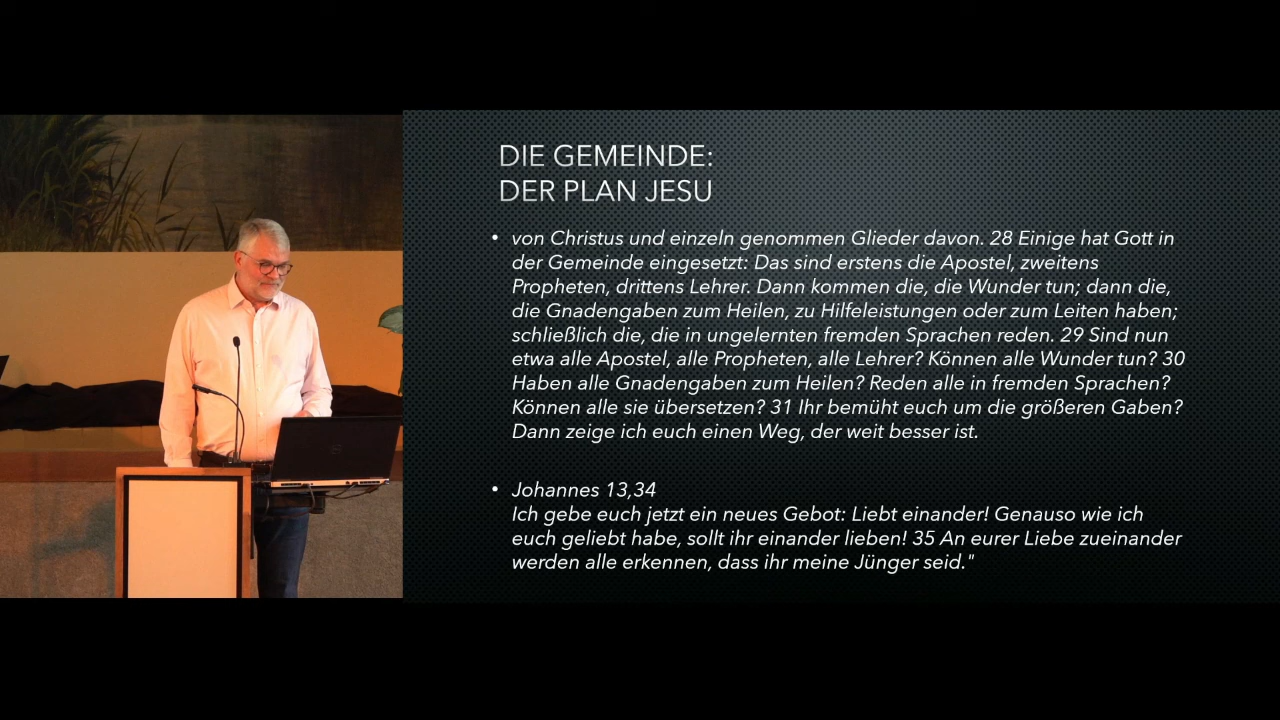 DIE GEMEINDE:
DER PLAN JESU
• von Christus und einzeln genommen Glieder davon. 28 Einige hat Gott in
der Gemeinde eingesetzt: Das sind erstens die Apostel, zweitens
Propheten, drittens Lehrer. Dann kommen die, die Wunder tun; dann die,
die Gnadengaben zum Heilen, zu Hilfeleistungen oder zum Leiten haben;
schließlich die, die in ungelernten fremden Sprachen reden. 29 Sind nun
etwa alle Apostel, alle Propheten, alle Lehrer? Können alle Wunder tun? 30
Haben alle Gnadengaben zum Heilen? Reden alle in fremden Sprachen?
Können alle sie übersetzen? 31 Ihr bemüht euch um die größeren Gaben?
Dann zeige ich euch einen Weg, der weit besser ist.
• Johannes 13,34
Ich gebe euch jetzt ein neues Gebot: Liebt einander! Genauso wie ich
euch geliebt habe, sollt ihr einander lieben! 35 An eurer Liebe zueinander
werden alle erkennen, dass ihr meine Jünger seid."